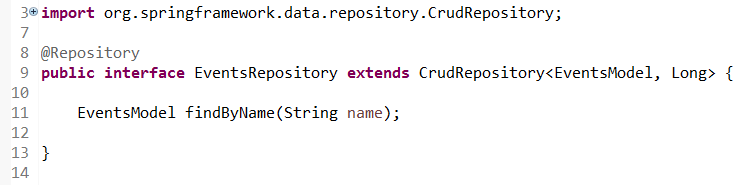 3 import org.springframework.data.repository.CrudRepository;
7
8 @Repository
9 public interface EventsRepository extends CrudRepository<EventsModel, Long> {
10
11     EventsModel findByName(String name);
12
13 }
14